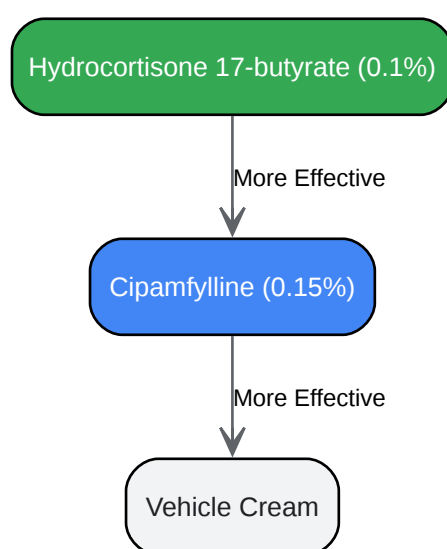 Hydrocortisone 17-butyrate (0.1%)
More Effective
Cipamfylline (0.15%)
More Effective
Vehicle Cream